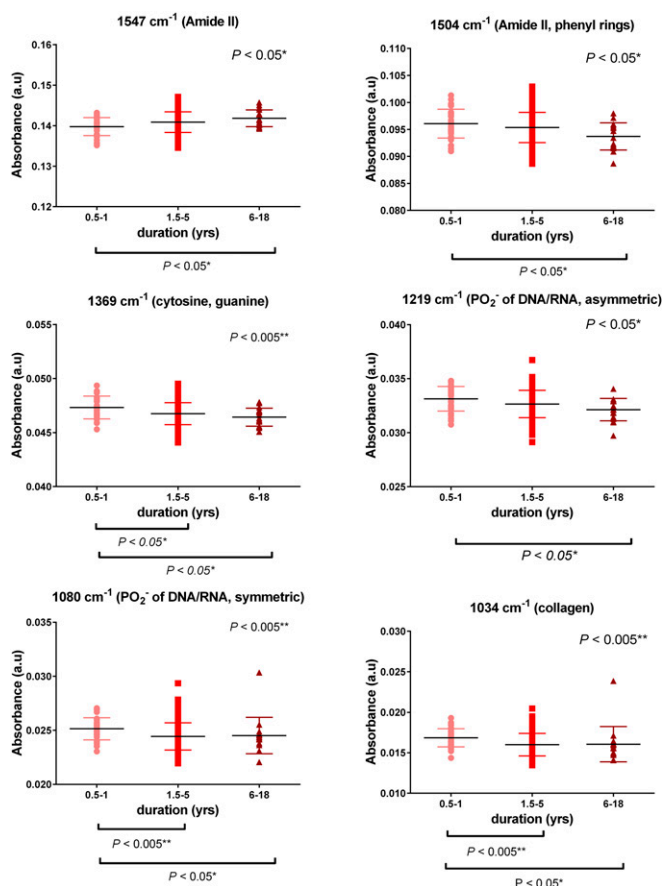 1547 cm⁻¹ (Amide II)
P < 0.05*
Absorbance (a.u)
0.16
0.14
0.12
0.5-1 1.5-5 6-18
duration (yrs)
P < 0.05*
1504 cm⁻¹ (Amide II, phenyl rings)
P < 0.05*
Absorbance (a.u)
0.110
0.105
0.100
0.095
0.090
0.085
0.080
0.5-1 1.5-5 6-18
duration (yrs)
P < 0.05*
1369 cm⁻¹ (cytosine, guanine)
P < 0.005**
Absorbance (a.u)
0.055
0.050
0.045
0.040
0.5-1 1.5-5 6-18
duration (yrs)
P < 0.05*
P < 0.05*
1219 cm⁻¹ (PO₂⁻ of DNA/RNA, asymmetric)
P < 0.05*
Absorbance (a.u)
0.040
0.035
0.030
0.025
0.5-1 1.5-5 6-18
duration (yrs)
P < 0.05*
1080 cm⁻¹ (PO₂⁻ of DNA/RNA, symmetric)
P < 0.005**
Absorbance (a.u)
0.035
0.030
0.025
0.020
0.5-1 1.5-5 6-18
duration (yrs)
P < 0.005**
P < 0.05*
1034 cm⁻¹ (collagen)
P < 0.005**
Absorbance (a.u)
0.030
0.025
0.020
0.015
0.010
0.5-1 1.5-5 6-18
duration (yrs)
P < 0.005**
P < 0.05*